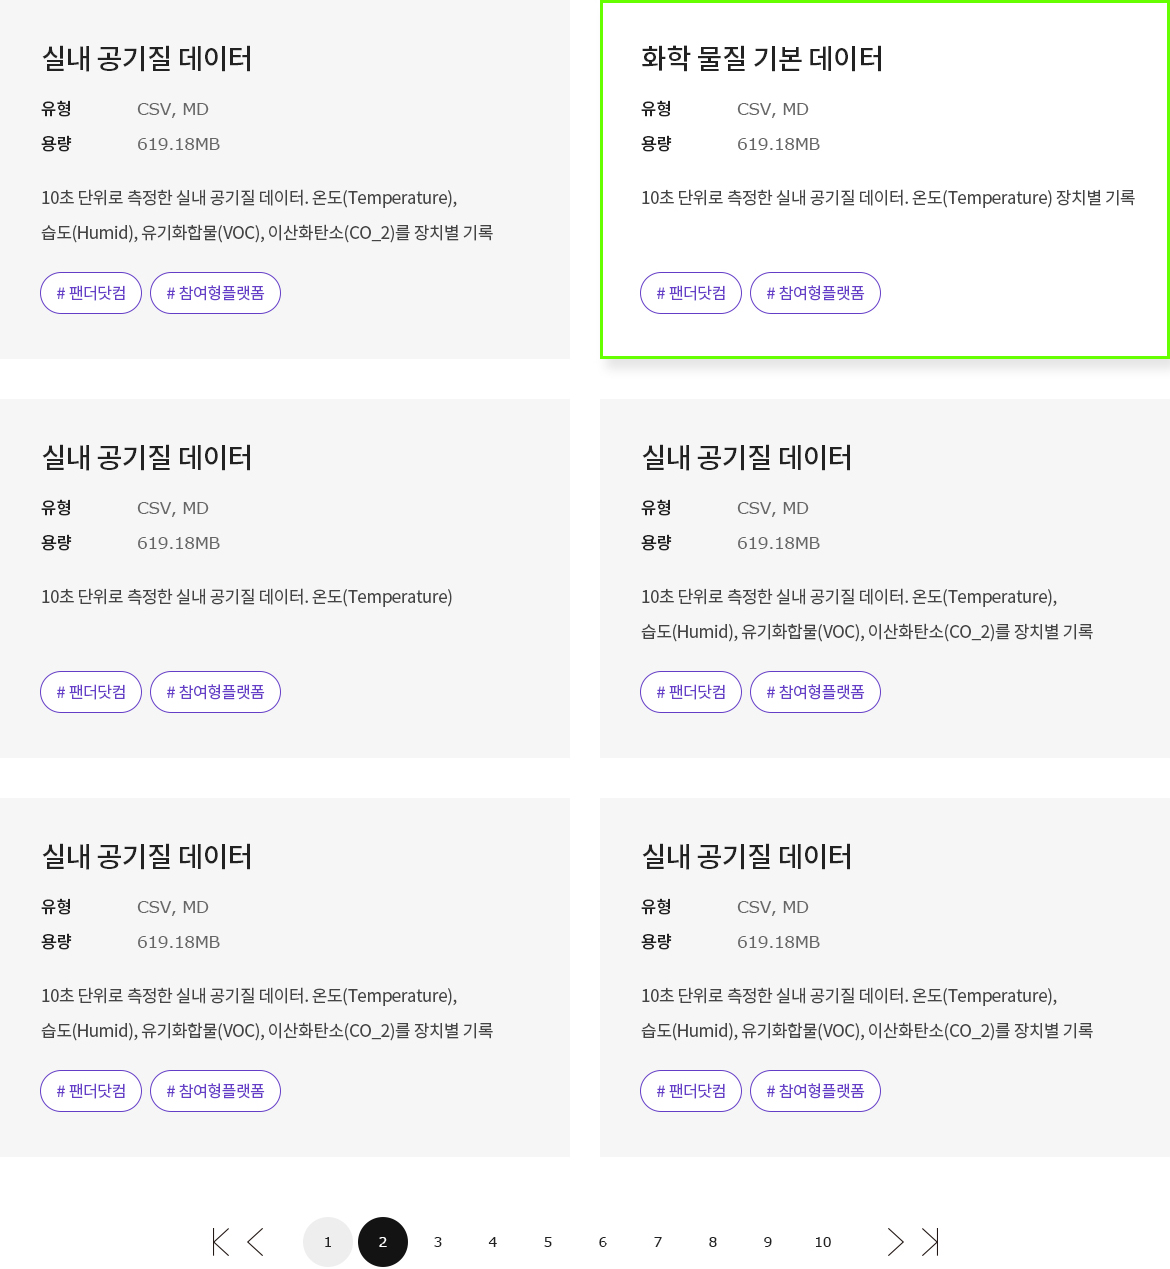 실내 공기질 데이터
유형 CSV, MD
용량 619.18MB
10초 단위로 측정한 실내 공기질 데이터. 온도(Temperature),
습도(Humid), 유기화합물(VOC), 이산화탄소(CO_2)를 장치별 기록
# 팬더닷컴 # 참여형플랫폼
화학 물질 기본 데이터
유형 CSV, MD
용량 619.18MB
10초 단위로 측정한 실내 공기질 데이터. 온도(Temperature) 장치별 기록
# 팬더닷컴 # 참여형플랫폼
실내 공기질 데이터
유형 CSV, MD
용량 619.18MB
10초 단위로 측정한 실내 공기질 데이터. 온도(Temperature)
# 팬더닷컴 # 참여형플랫폼
실내 공기질 데이터
유형 CSV, MD
용량 619.18MB
10초 단위로 측정한 실내 공기질 데이터. 온도(Temperature),
습도(Humid), 유기화합물(VOC), 이산화탄소(CO_2)를 장치별 기록
# 팬더닷컴 # 참여형플랫폼
실내 공기질 데이터
유형 CSV, MD
용량 619.18MB
10초 단위로 측정한 실내 공기질 데이터. 온도(Temperature),
습도(Humid), 유기화합물(VOC), 이산화탄소(CO_2)를 장치별 기록
# 팬더닷컴 # 참여형플랫폼
실내 공기질 데이터
유형 CSV, MD
용량 619.18MB
10초 단위로 측정한 실내 공기질 데이터. 온도(Temperature),
습도(Humid), 유기화합물(VOC), 이산화탄소(CO_2)를 장치별 기록
# 팬더닷컴 # 참여형플랫폼
1 2 3 4 5 6 7 8 9 10